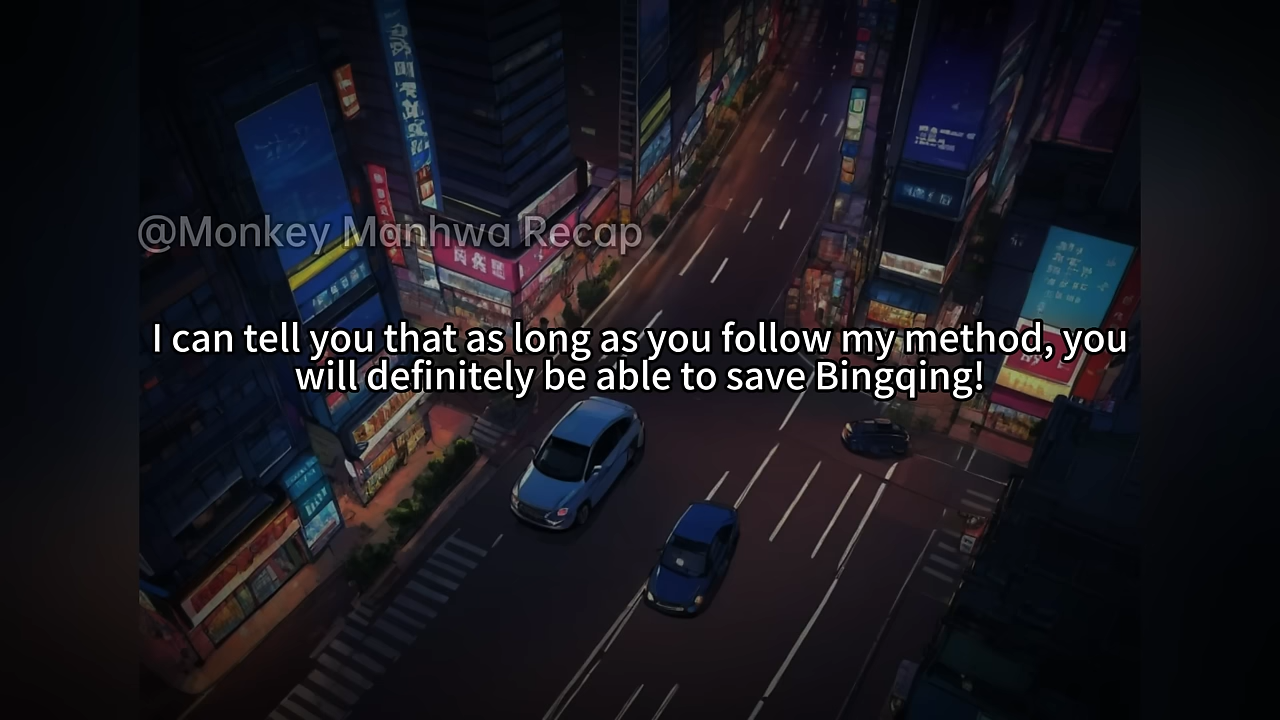 @Monkey Manhwa Recap
I can tell you that as long as you follow my method, you
will definitely be able to save Bingqing!